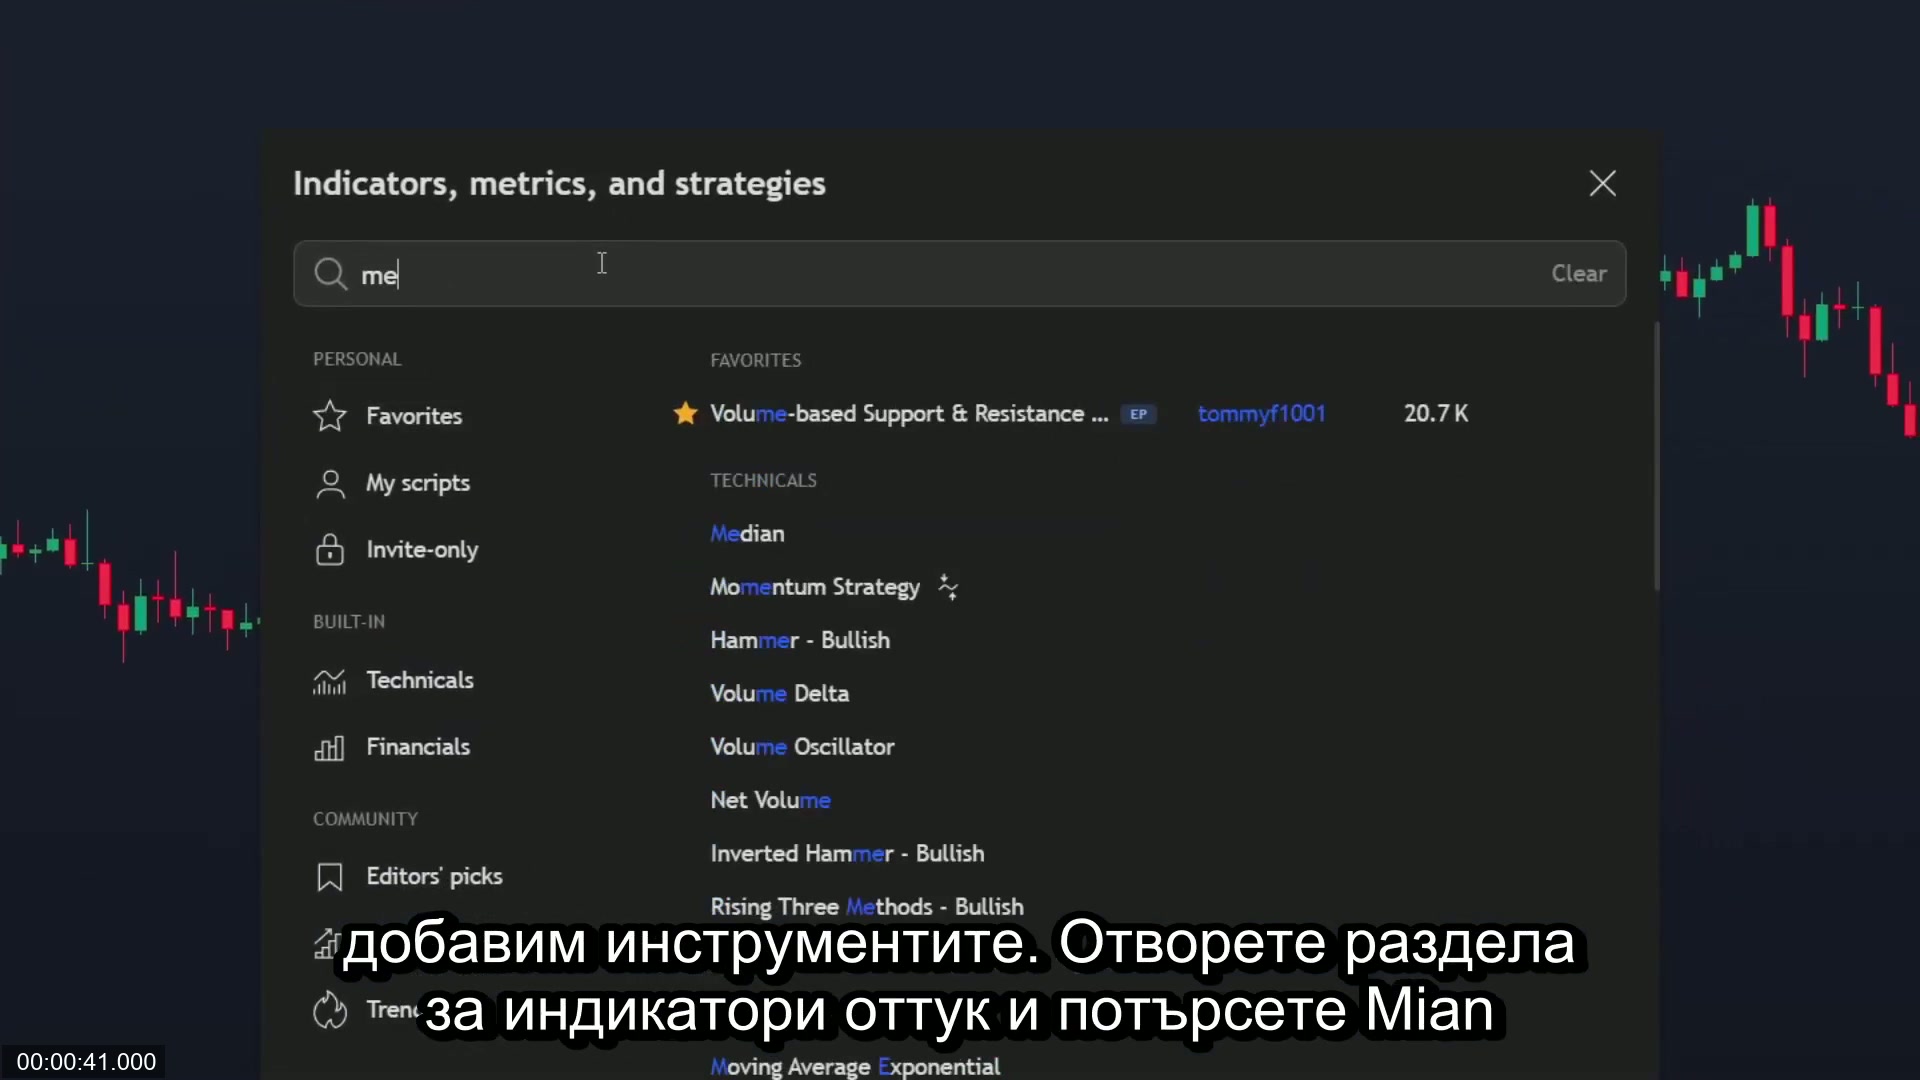 Indicators, metrics, and strategies
me
Clear
PERSONAL
Favorites
My scripts
Invite-only
BUILT-IN
Technicals
Financials
COMMUNITY
Editors' picks
FAVORITES
Volume-based Support & Resistance ... EP tommyf1001 20.7 K
TECHNICALS
Median
Momentum Strategy
Hammer - Bullish
Volume Delta
Volume Oscillator
Net Volume
Inverted Hammer - Bullish
Rising Three Methods - Bullish
Moving Average Exponential
добавим инструментите. Отворете раздела
за индикатори оттук и потърсете Mian
00:00:41.000